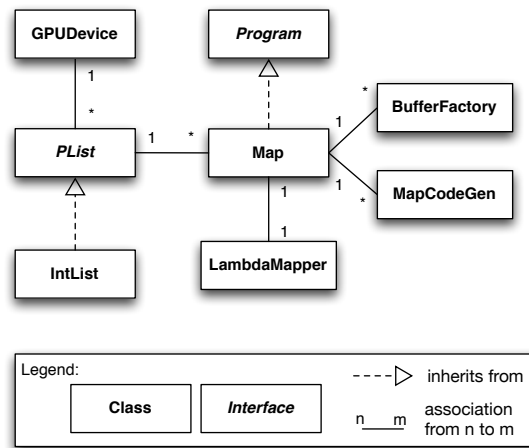 GPUDevice
Program
1
*
*
BufferFactory
1
PList
1
*
Map
1
*
MapCodeGen
1
1
IntList
LambdaMapper
Legend:
Class
Interface
inherits from
n m
association
from n to m